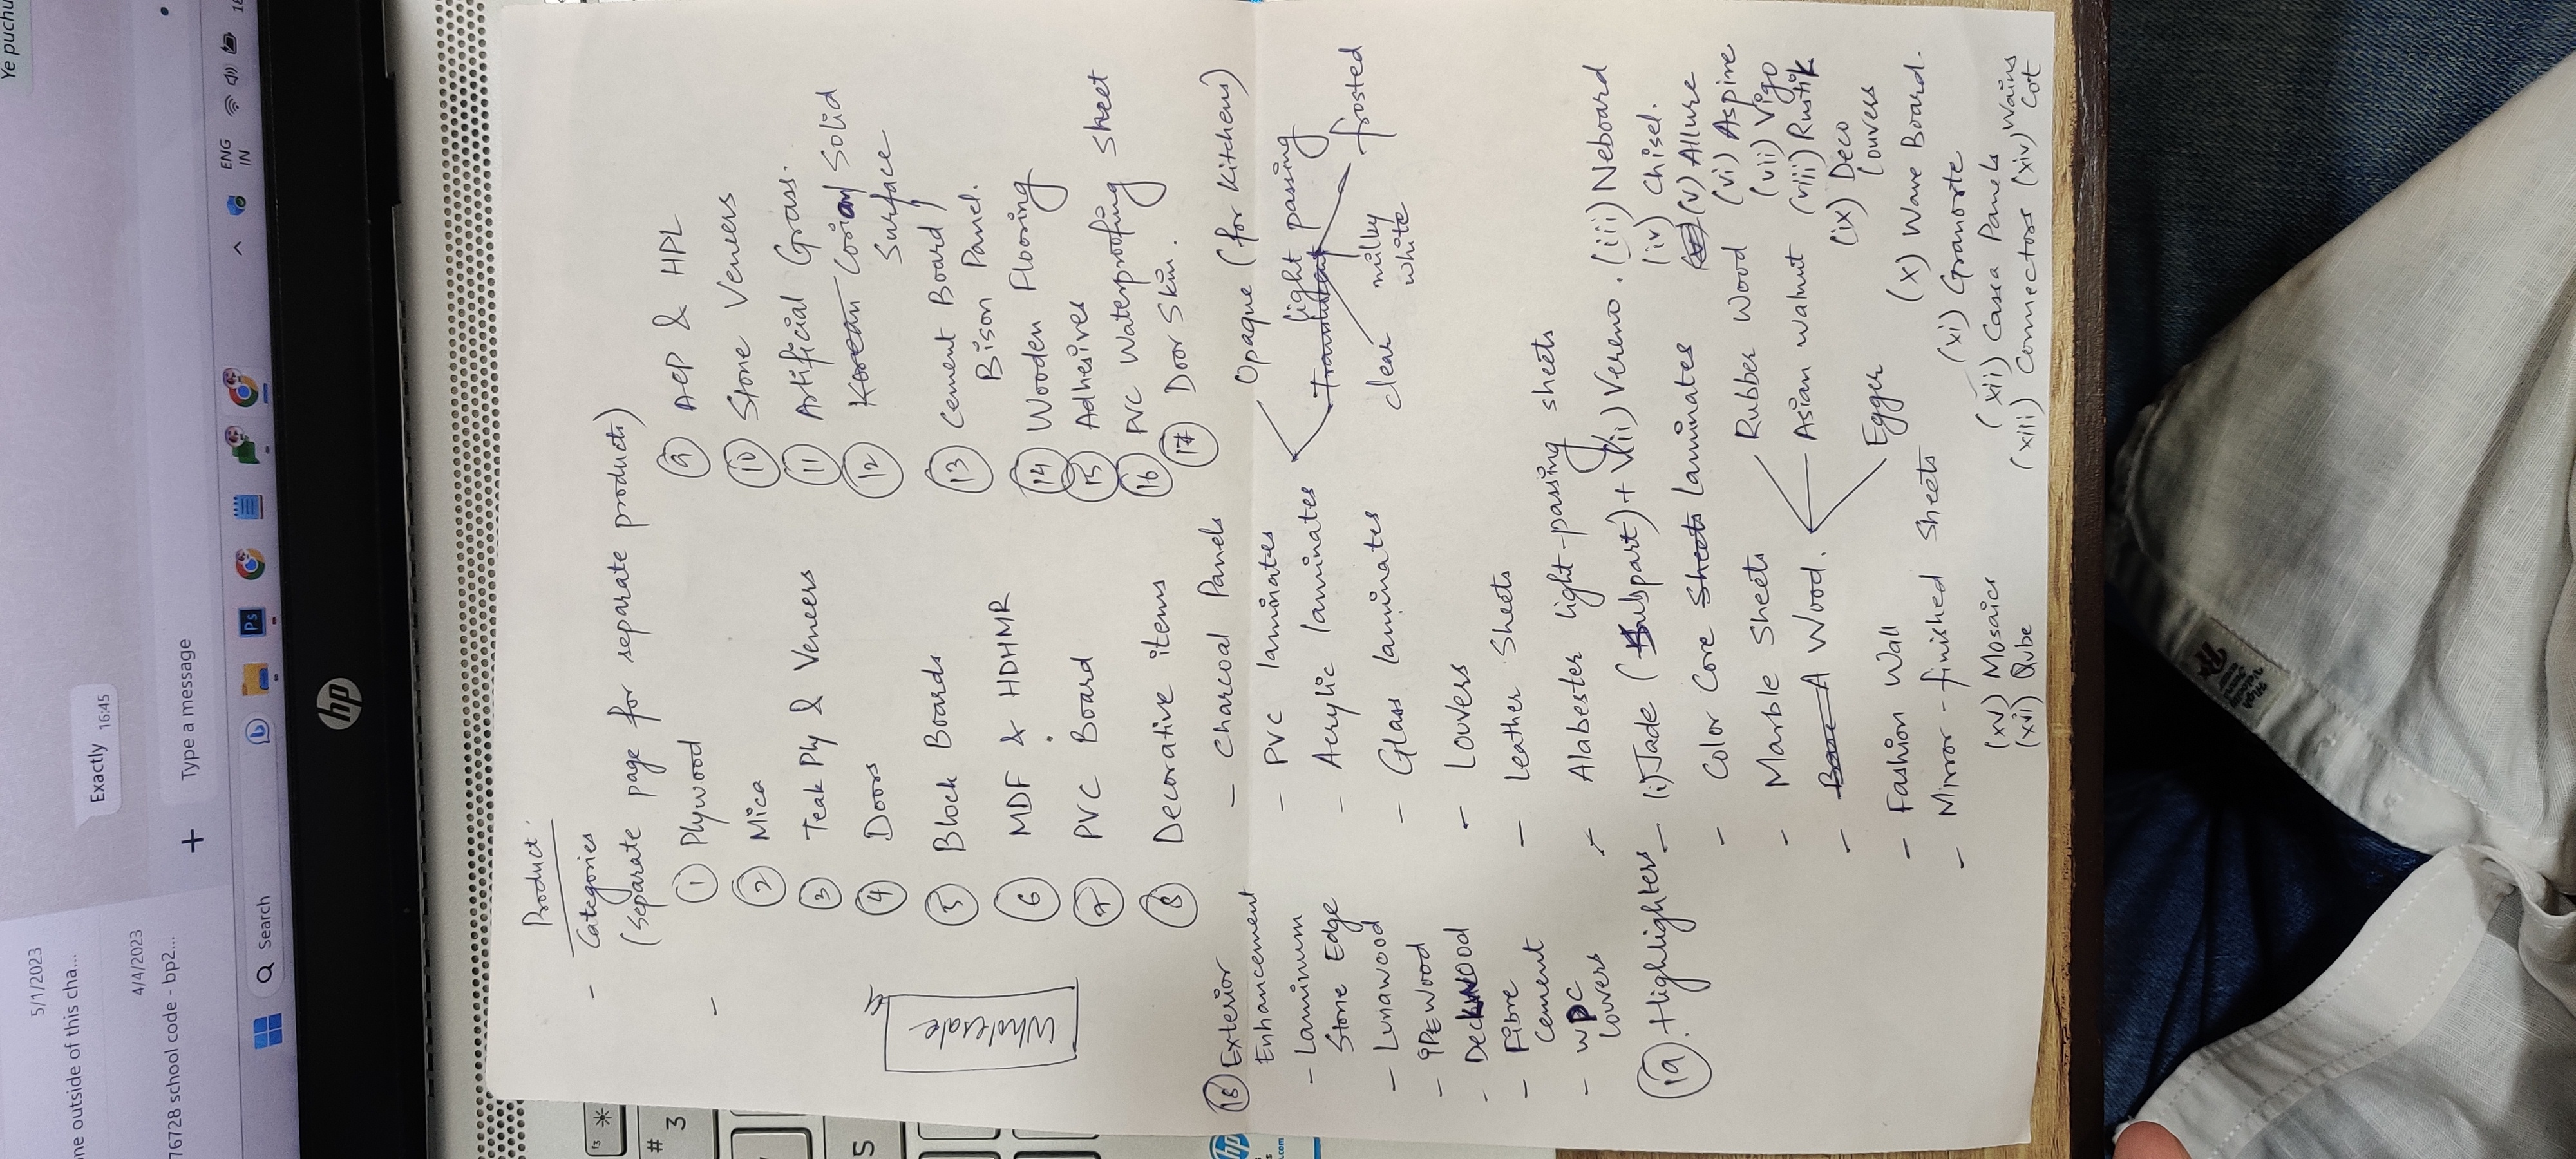 Ye puchu
5/1/2023
ne outside of this cha...
Exactly 16:45
4/4/2023
76728 school code - bp2...
+ Type a message
Search
Ps
ENG
IN
hp
Product
- Categories
(Separate page for separate products)
- ① Plywood
② Mica
③ Teak Ply & Veneers
④ Doors
⑤ Block Boards
⑥ MDF & HDHMR
⑦ PVC Board
⑧ Decorative items
Wholesale
⑨ ACP & HPL
⑩ Stone Veneers
⑪ Artificial Grass.
⑫ Korean Corian/Solid
Surface
⑬ Cement Board/
Bison Panel.
⑭ Wooden Flooring
⑮ Adhesives
⑯ PVC Waterproofing Sheet
⑰ Door Skin.
- Charcoal Panels
- PVC laminates
- Acrylic laminates
Opaque (for Kitchens)
light passing
Translucent
clear
milky
white
frosted
- Glass laminates
- Louvers
- Leather Sheets
- Alabester light-passing sheets
⑱ Exterior
Enhancement
- Laminum
Stone Edge
- Lunawood
- iPEWood
- DeckWOod
- Fibre
Cement
- WPC
Louvers
⑲. Highlighters
- (i) Jade (Subpart) + (ii) Vereno. (iii) Neboard
(iv) Chisel.
(v) Allure
(vi) Aspire
(vii) Vigo
(viii) Rustik
(ix) Deco
Louvers
(x) Wave Board.
(xi) Granorte
(xii) Cassa Panels
(xiii) Connectors (xiv) Wains
Cot
(xv) Mosaics
(xvi) Qube
- Color Core Sheets laminates
- Marble Sheets
- Base A Wood.
Rubber Wood
Asian Walnut
Egger
- Fashion Wall
- Mirror-finished Sheets
#
3
5
hp
.com